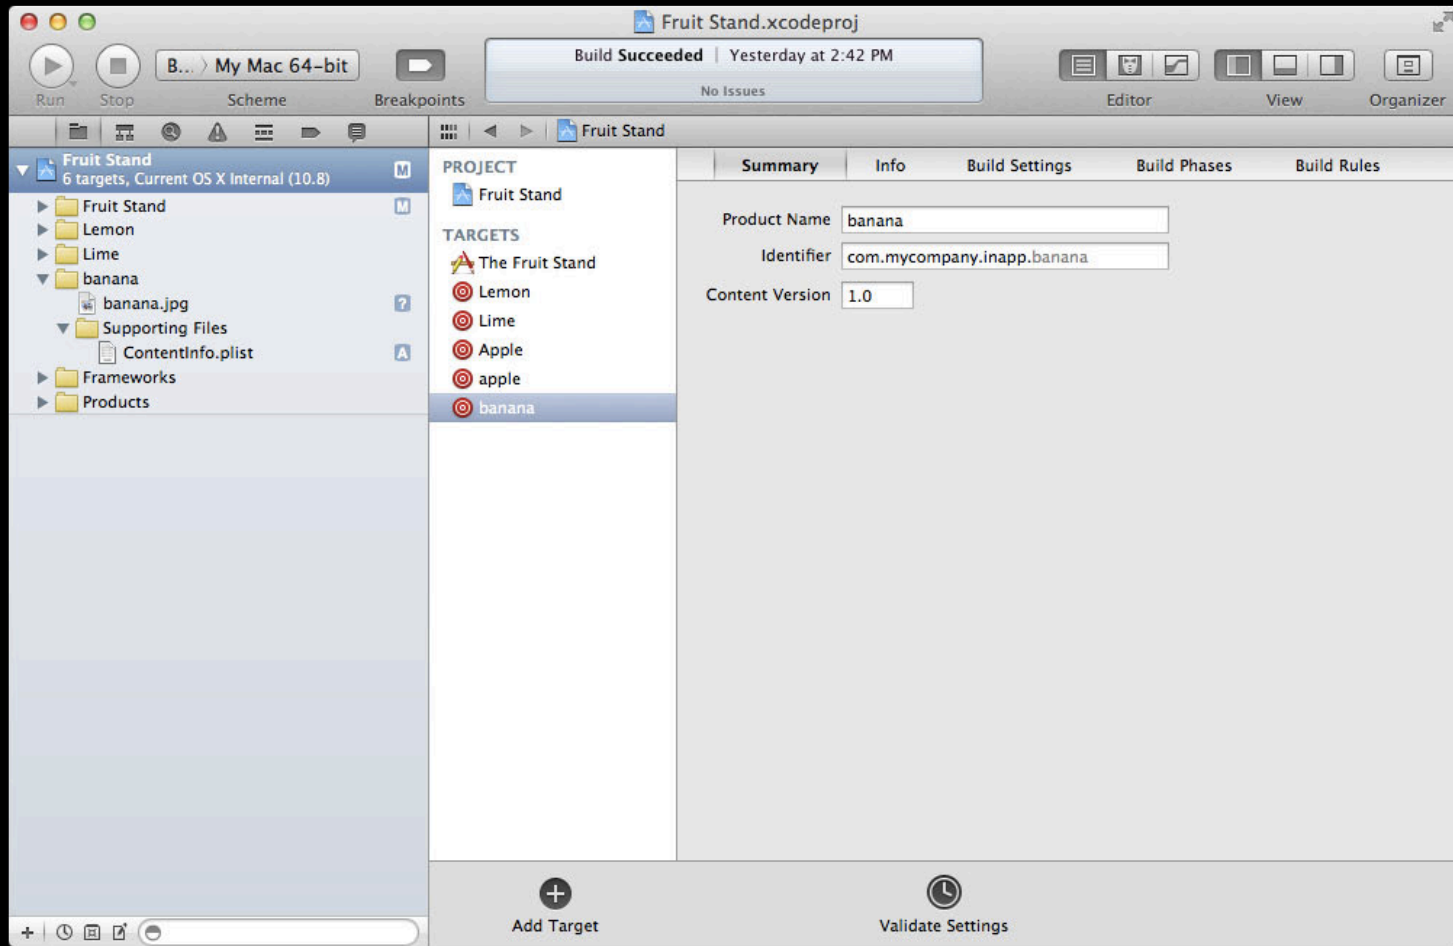 Fruit Stand.xcodeproj
Build Succeeded | Yesterday at 2:42 PM
No Issues
B... 〉 My Mac 64-bit
Run
Stop
Scheme
Breakpoints
Editor
View
Organizer
Fruit Stand
6 targets, Current OS X Internal (10.8)
M
Fruit Stand
M
Lemon
Lime
banana
banana.jpg
?
Supporting Files
ContentInfo.plist
A
Frameworks
Products
Fruit Stand
PROJECT
Fruit Stand
TARGETS
The Fruit Stand
Lemon
Lime
Apple
apple
banana
Summary
Info
Build Settings
Build Phases
Build Rules
Product Name banana
Identifier com.mycompany.inapp.banana
Content Version 1.0
Add Target
Validate Settings